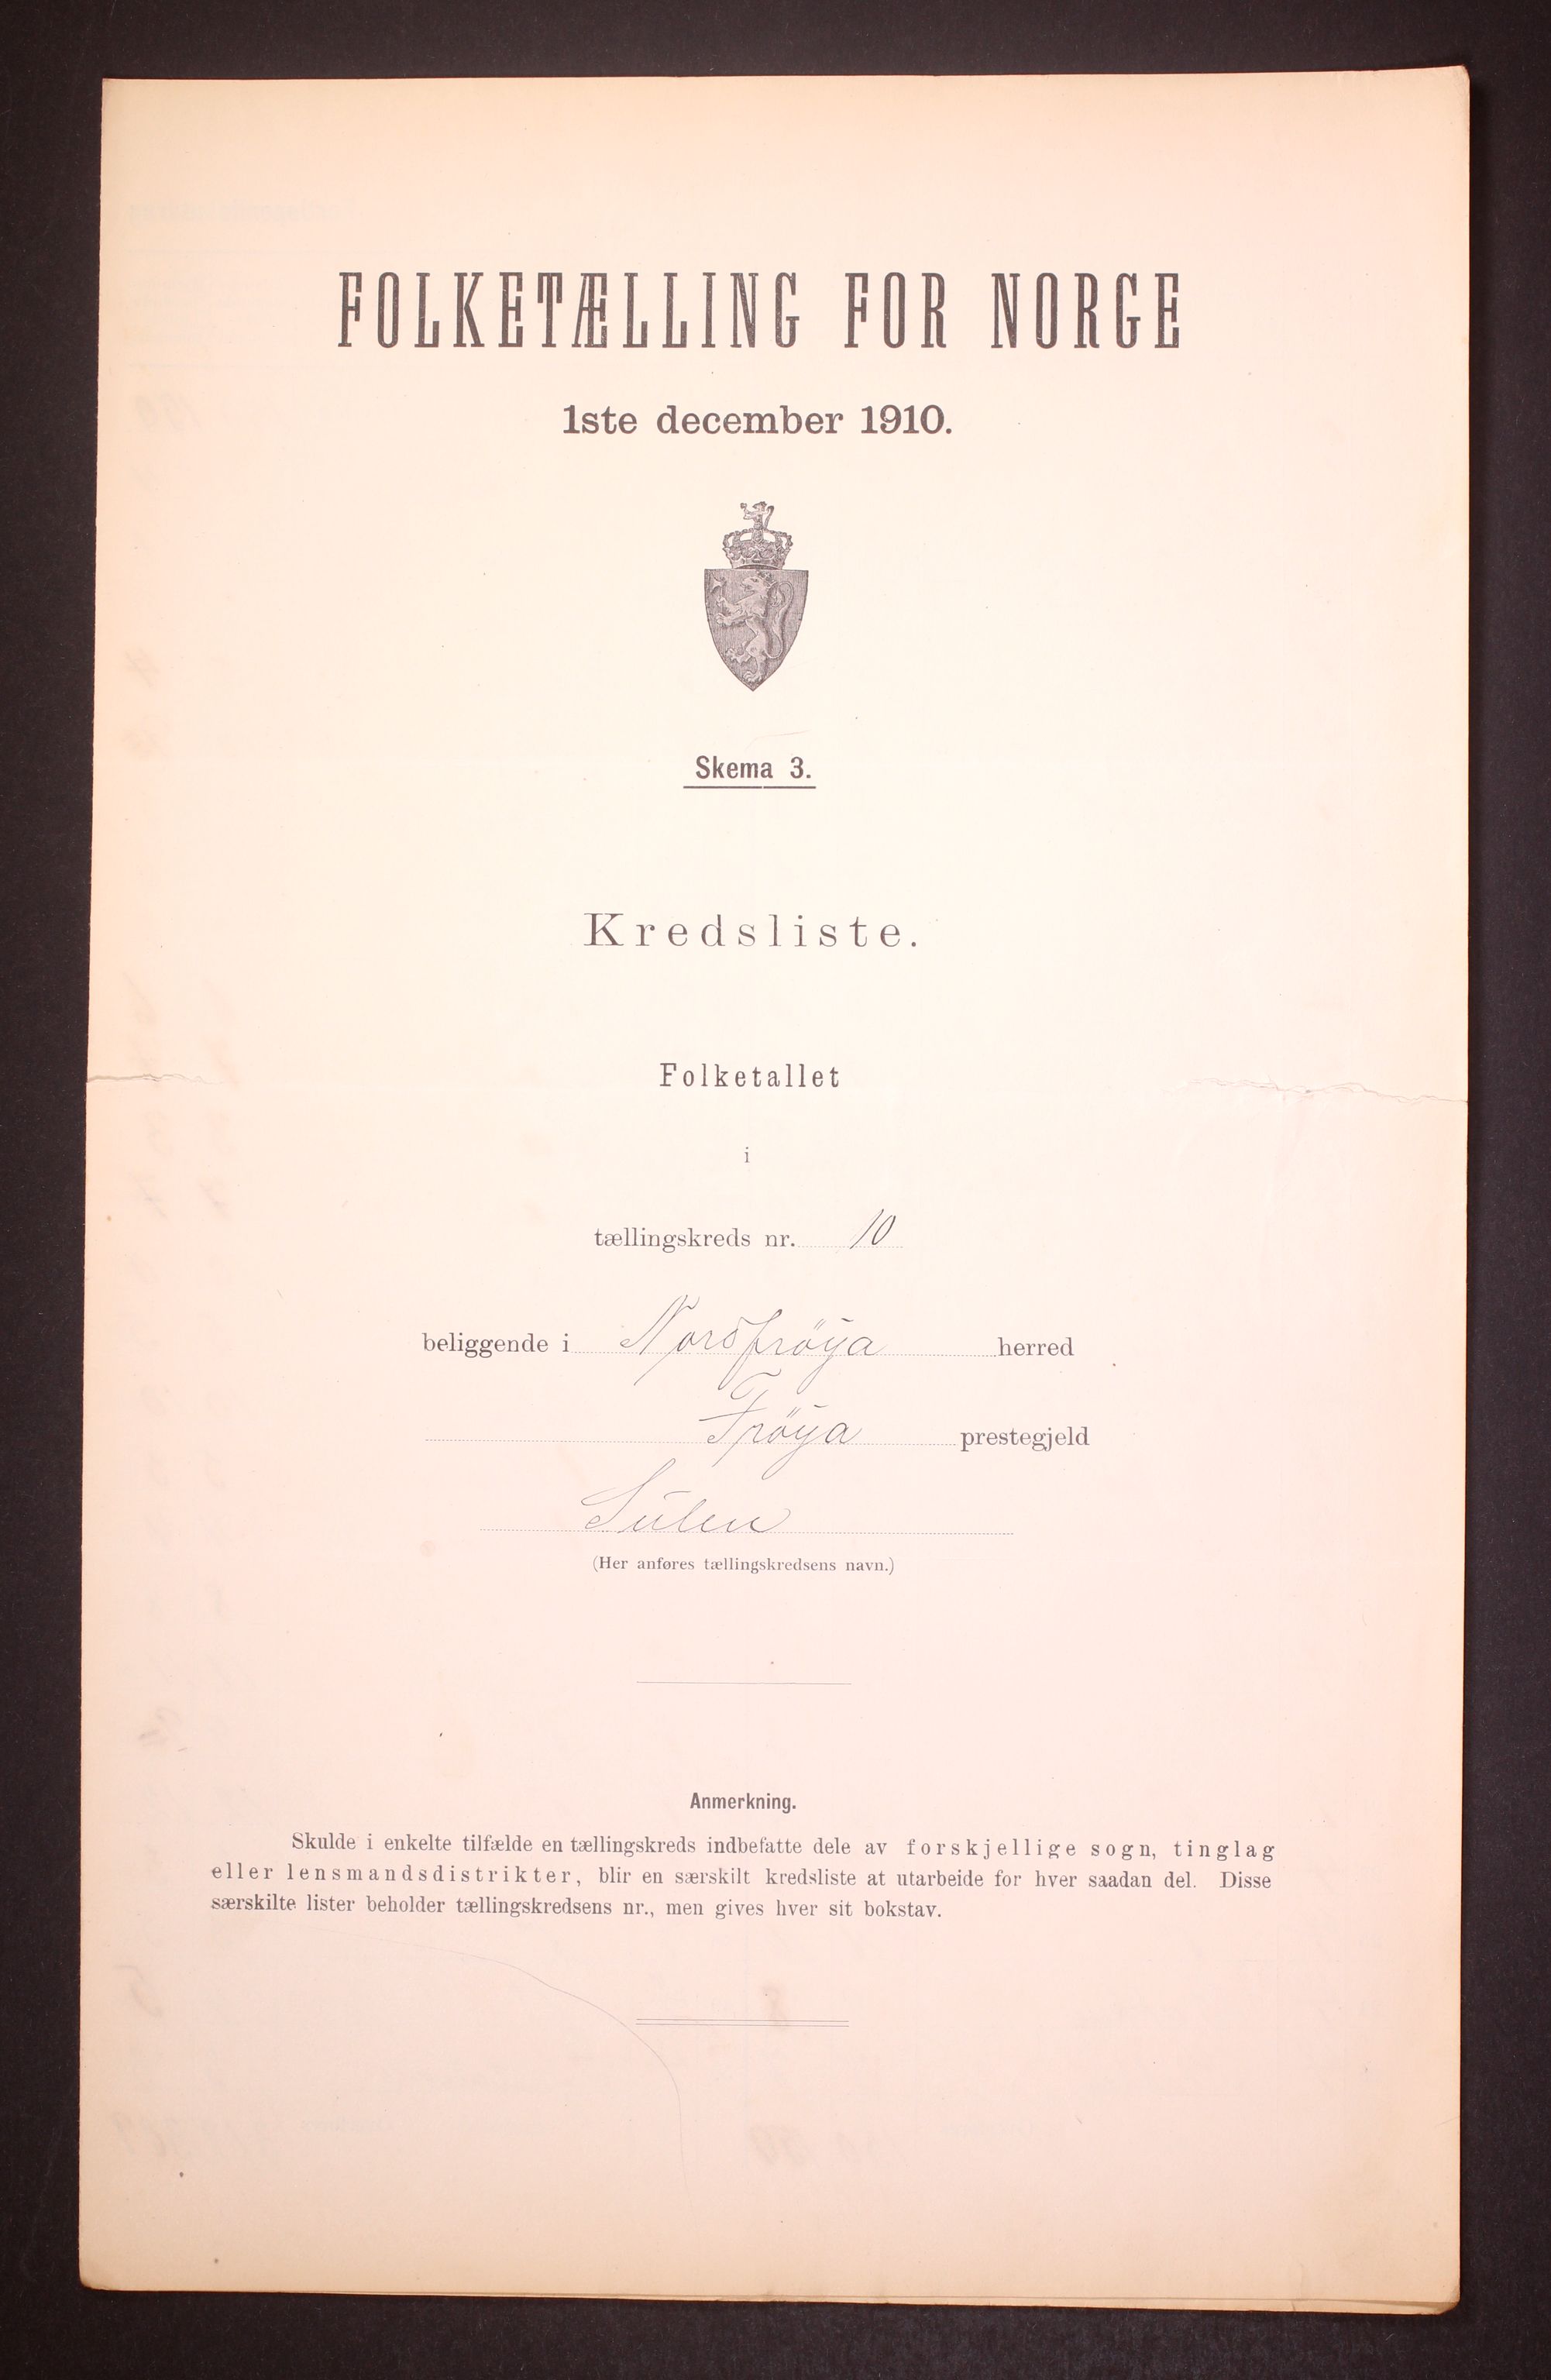 FOLKETÆLLING FOR NORGE
1ste december 1910.
Skema 3.
Kredsliste.
Folketallet
i
tællingskreds nr. 10
beliggende i Nordfröya herred
Fröya prestegjeld
Sulen
(Her anføres tællingskredsens navn.)
Anmerkning.
Skulde i enkelte tilfælde en tællingskreds indbefatte dele av forskjellige sogn, tinglag
eller lensmandsdistrikter, blir en særskilt kredsliste at utarbeide for hver saadan del. Disse
særskilte lister beholder tællingskredsens nr., men gives hver sit bokstav.